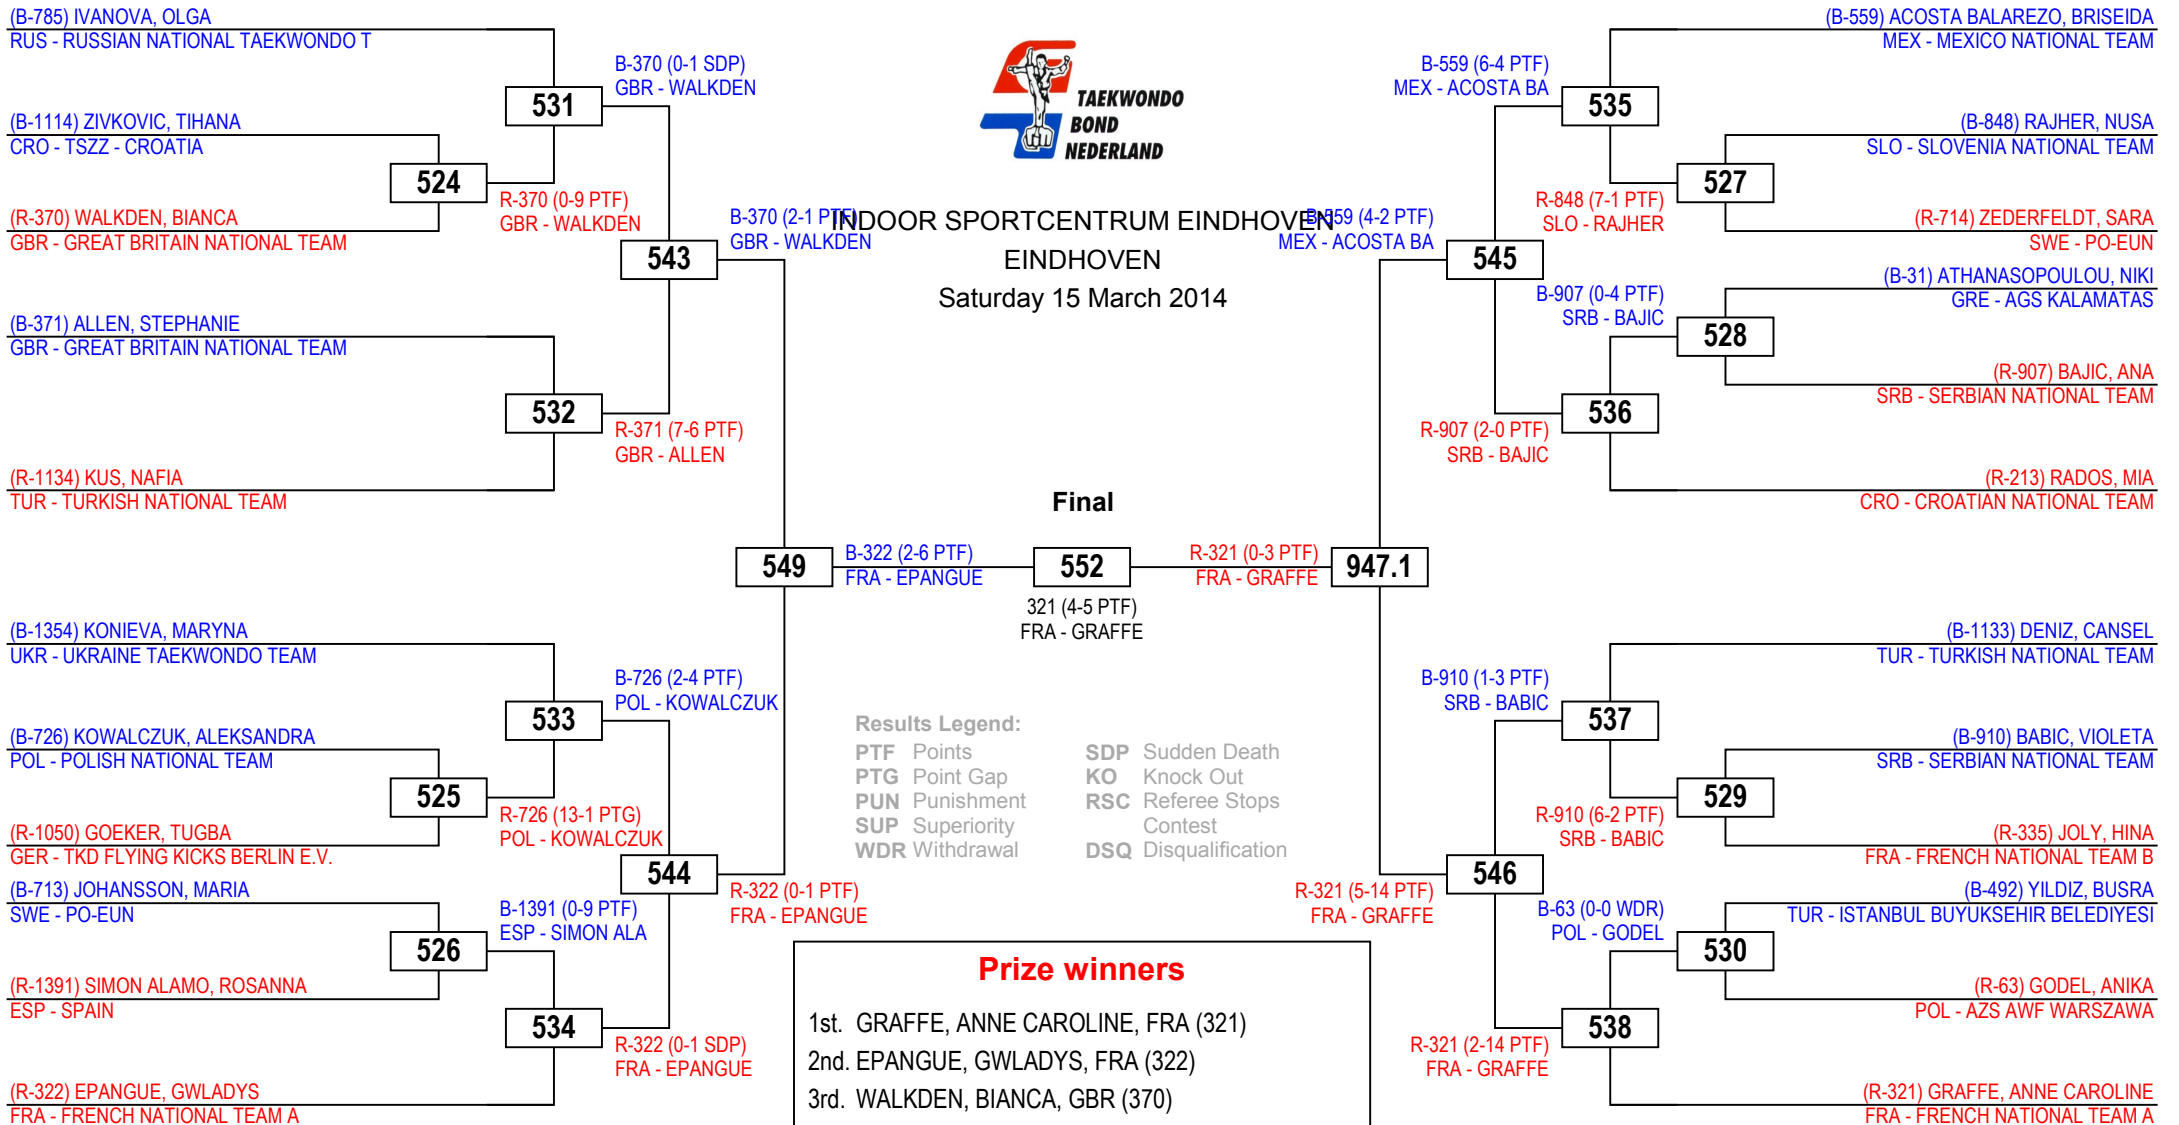 (B-785) IVANOVA, OLGA
RUS - RUSSIAN NATIONAL TAEKWONDO T
(B-1114) ZIVKOVIC, TIHANA
CRO - TSZZ - CROATIA
(R-370) WALKDEN, BIANCA
GBR - GREAT BRITAIN NATIONAL TEAM
(B-371) ALLEN, STEPHANIE
GBR - GREAT BRITAIN NATIONAL TEAM
(R-1134) KUS, NAFIA
TUR - TURKISH NATIONAL TEAM
(B-1354) KONIEVA, MARYNA
UKR - UKRAINE TAEKWONDO TEAM
(B-726) KOWALCZUK, ALEKSANDRA
POL - POLISH NATIONAL TEAM
(R-1050) GOEKER, TUGBA
GER - TKD FLYING KICKS BERLIN E.V.
(B-713) JOHANSSON, MARIA
SWE - PO-EUN
(R-1391) SIMON ALAMO, ROSANNA
ESP - SPAIN
(R-322) EPANGUE, GWLADYS
FRA - FRENCH NATIONAL TEAM A
524
525
526
R-370 (0-9 PTF)
GBR - WALKDEN
R-726 (13-1 PTG)
POL - KOWALCZUK
B-1391 (0-9 PTF)
ESP - SIMON ALA
531
532
533
534
B-370 (0-1 SDP)
GBR - WALKDEN
R-371 (7-6 PTF)
GBR - ALLEN
B-726 (2-4 PTF)
POL - KOWALCZUK
R-322 (0-1 SDP)
FRA - EPANGUE
543
544
B-370 (2-1 PTF)
GBR - WALKDEN
R-322 (0-1 PTF)
FRA - EPANGUE
549
B-322 (2-6 PTF)
FRA - EPANGUE
TAEKWONDO
BOND
NEDERLAND
INDOOR SPORTCENTRUM EINDHOVEN
EINDHOVEN
Saturday 15 March 2014
Final
552
321 (4-5 PTF)
FRA - GRAFFE
Results Legend:
PTF Points
PTG Point Gap
PUN Punishment
SUP Superiority
WDR Withdrawal
SDP Sudden Death
KO Knock Out
RSC Referee Stops
Contest
DSQ Disqualification
Prize winners
1st. GRAFFE, ANNE CAROLINE, FRA (321)
2nd. EPANGUE, GWLADYS, FRA (322)
3rd. WALKDEN, BIANCA, GBR (370)
R-321 (0-3 PTF)
FRA - GRAFFE
947.1
B-559 (4-2 PTF)
MEX - ACOSTA BA
R-321 (5-14 PTF)
FRA - GRAFFE
545
546
B-559 (6-4 PTF)
MEX - ACOSTA BA
R-907 (2-0 PTF)
SRB - BAJIC
B-910 (1-3 PTF)
SRB - BABIC
R-321 (2-14 PTF)
FRA - GRAFFE
535
536
537
538
R-848 (7-1 PTF)
SLO - RAJHER
B-907 (0-4 PTF)
SRB - BAJIC
R-910 (6-2 PTF)
SRB - BABIC
B-63 (0-0 WDR)
POL - GODEL
527
528
529
530
(B-559) ACOSTA BALAREZO, BRISEIDA
MEX - MEXICO NATIONAL TEAM
(B-848) RAJHER, NUSA
SLO - SLOVENIA NATIONAL TEAM
(R-714) ZEDERFELDT, SARA
SWE - PO-EUN
(B-31) ATHANASOPOULOU, NIKI
GRE - AGS KALAMATAS
(R-907) BAJIC, ANA
SRB - SERBIAN NATIONAL TEAM
(R-213) RADOS, MIA
CRO - CROATIAN NATIONAL TEAM
(B-1133) DENIZ, CANSEL
TUR - TURKISH NATIONAL TEAM
(B-910) BABIC, VIOLETA
SRB - SERBIAN NATIONAL TEAM
(R-335) JOLY, HINA
FRA - FRENCH NATIONAL TEAM B
(B-492) YILDIZ, BUSRA
TUR - ISTANBUL BUYUKSEHIR BELEDIYESI
(R-63) GODEL, ANIKA
POL - AZS AWF WARSZAWA
(R-321) GRAFFE, ANNE CAROLINE
FRA - FRENCH NATIONAL TEAM A